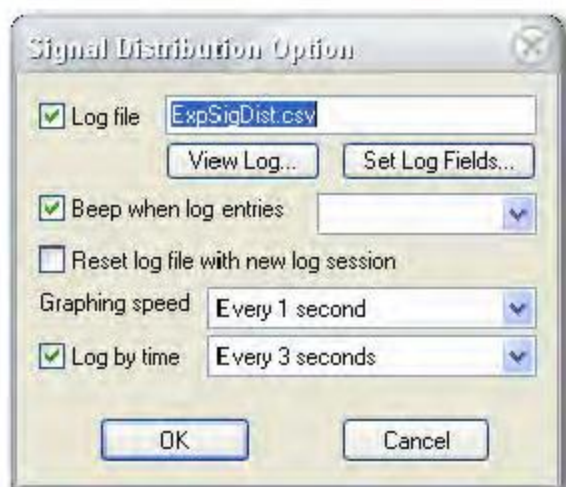 Signal Distribution Option
Log file ExpSigDist.csv
View Log... Set Log Fields...
Beep when log entries
Reset log file with new log session
Graphing speed Every 1 second
Log by time Every 3 seconds
OK Cancel